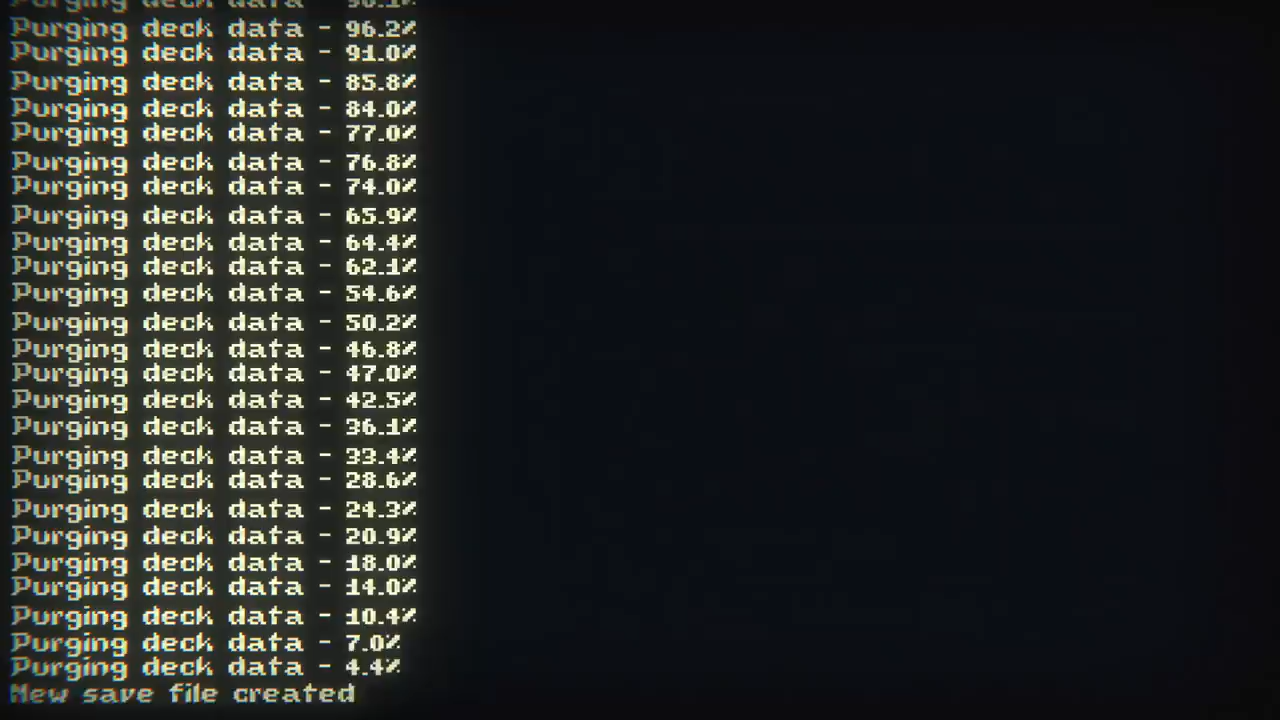 Purging deck data - 96.2%
Purging deck data - 91.0%
Purging deck data - 85.8%
Purging deck data - 84.0%
Purging deck data - 77.0%
Purging deck data - 76.8%
Purging deck data - 74.0%
Purging deck data - 65.9%
Purging deck data - 64.4%
Purging deck data - 62.1%
Purging deck data - 54.6%
Purging deck data - 50.2%
Purging deck data - 46.8%
Purging deck data - 47.0%
Purging deck data - 42.5%
Purging deck data - 36.1%
Purging deck data - 33.4%
Purging deck data - 28.6%
Purging deck data - 24.3%
Purging deck data - 20.9%
Purging deck data - 18.0%
Purging deck data - 14.0%
Purging deck data - 10.4%
Purging deck data - 7.0%
Purging deck data - 4.4%
New save file created